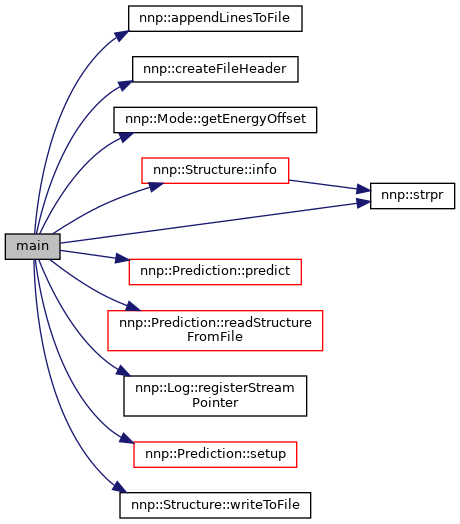 nnp::appendLinesToFile
nnp::createFileHeader
nnp::Mode::getEnergyOffset
nnp::Structure::info
nnp::strpr
main
nnp::Prediction::predict
nnp::Prediction::readStructure
FromFile
nnp::Log::registerStream
Pointer
nnp::Prediction::setup
nnp::Structure::writeToFile